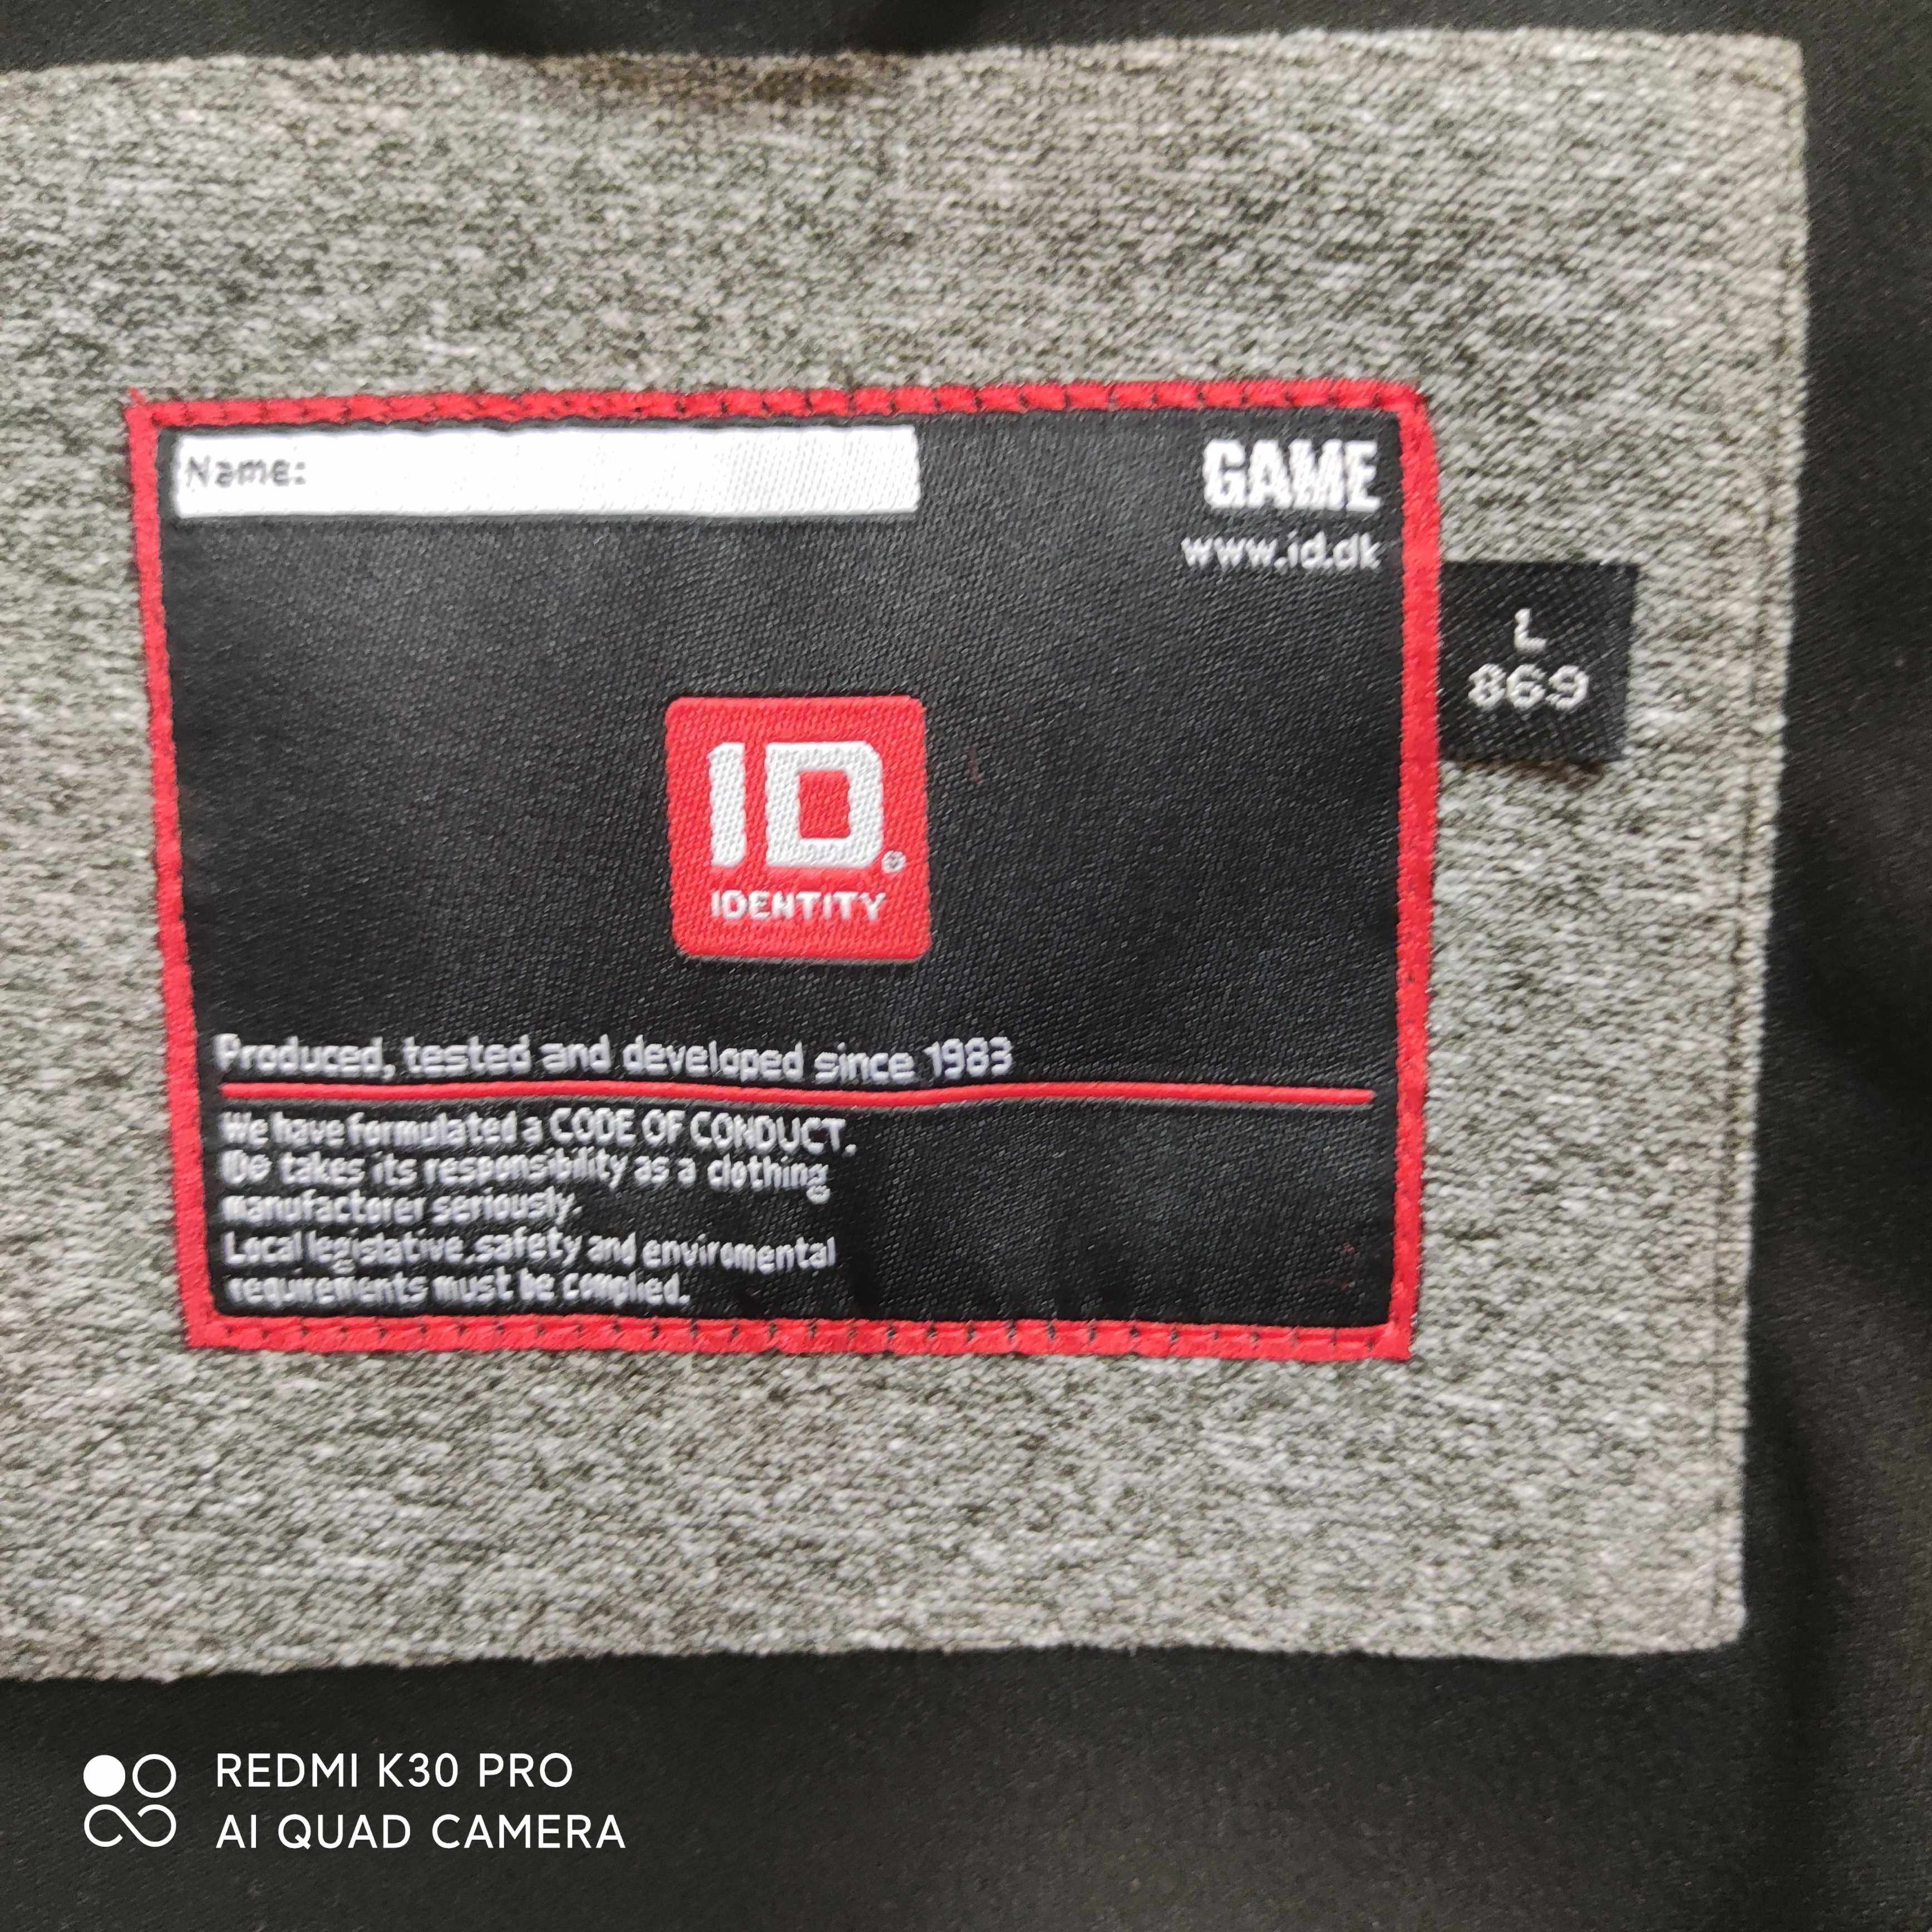 Name:
GAME
www.id.dk
L
869
ID.®
IDENTITY
Produced, tested and developed since 1983
We have formulated a CODE OF CONDUCT.
takes its responsibility as a clothing
manufactorer seriously.
Local legislative, safety and enviromental
requirements must be complied.
REDMI K30 PRO
AI QUAD CAMERA